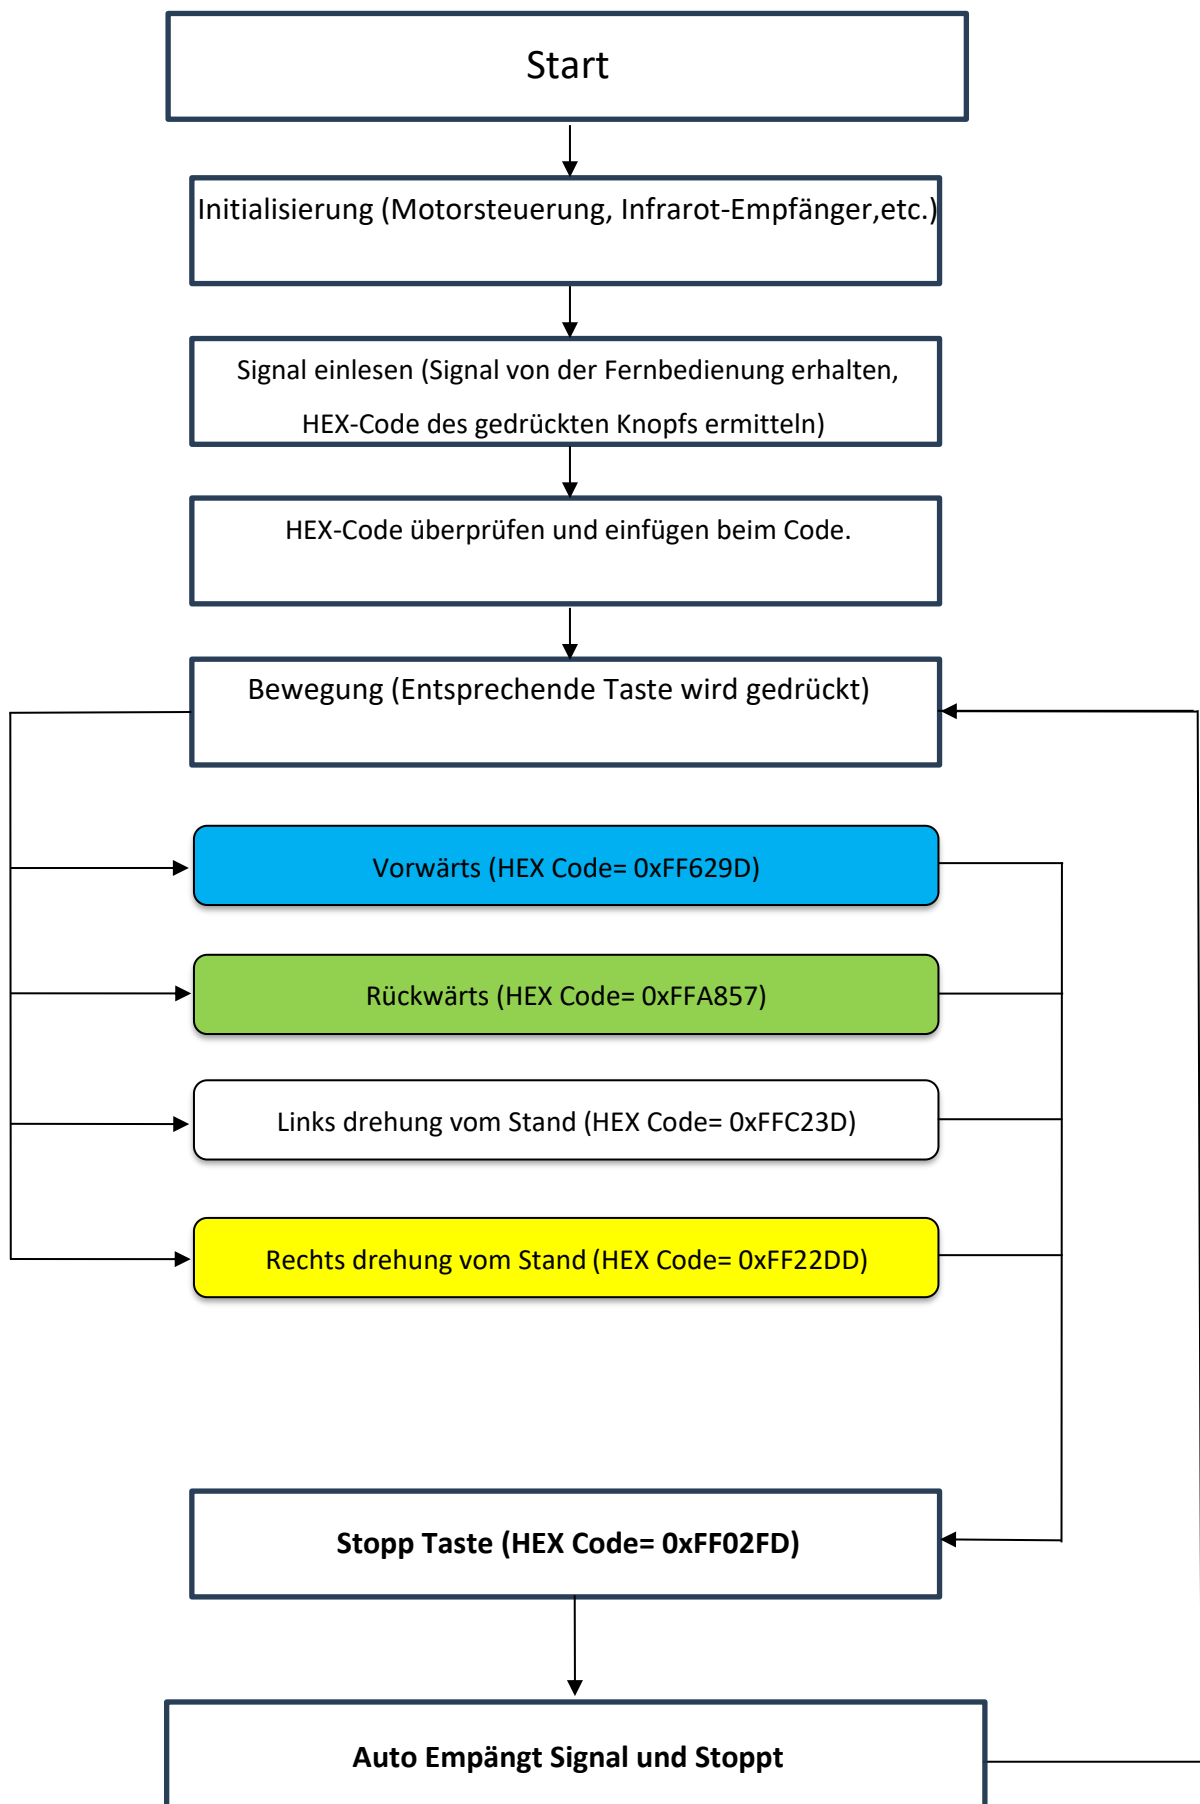 Start
Initialisierung (Motorsteuerung, Infrarot-Empfänger,etc.)
Signal einlesen (Signal von der Fernbedienung erhalten,
HEX-Code des gedrückten Knopfs ermitteln)
HEX-Code überprüfen und einfügen beim Code.
Bewegung (Entsprechende Taste wird gedrückt)
Vorwärts (HEX Code= 0xFF629D)
Rückwärts (HEX Code= 0xFFA857)
Links drehung vom Stand (HEX Code= 0xFFC23D)
Rechts drehung vom Stand (HEX Code= 0xFF22DD)
Stopp Taste (HEX Code= 0xFF02FD)
Auto Empängt Signal und Stoppt